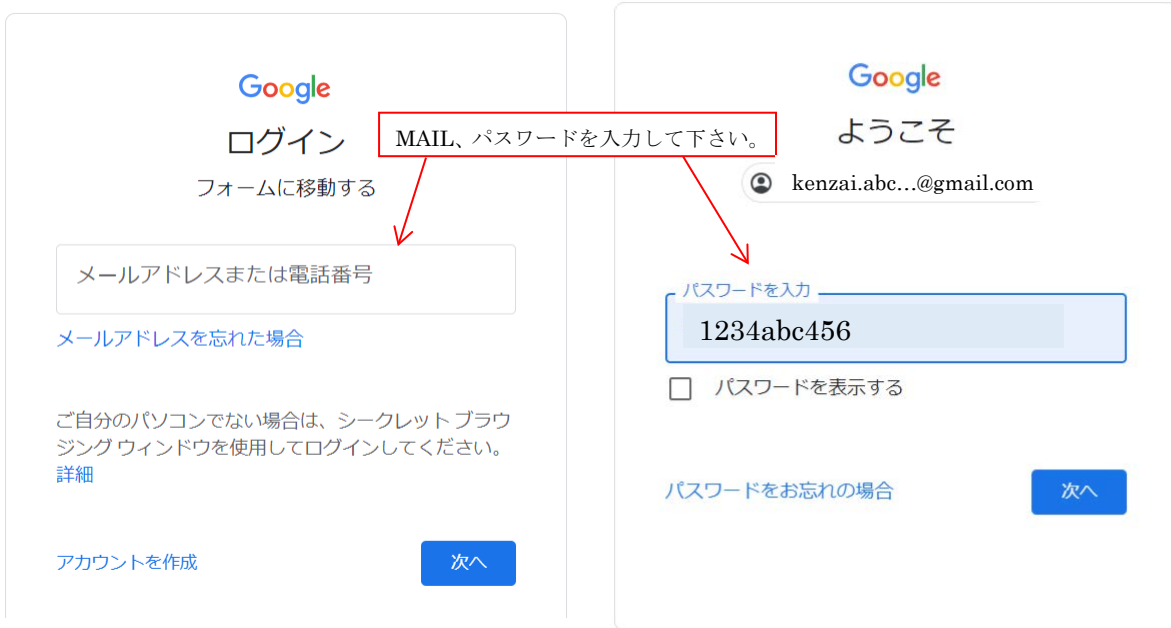 Google
ログイン
フォームに移動する
メールアドレスまたは電話番号
メールアドレスを忘れた場合
ご自分のパソコンでない場合は、シークレット ブラウ
ジング ウィンドウを使用してログインしてください。
詳細
アカウントを作成
次へ
MAIL、パスワードを入力して下さい。
Google
ようこそ
kenzai.abc...@gmail.com
パスワードを入力
1234abc456
パスワードを表示する
パスワードをお忘れの場合
次へ